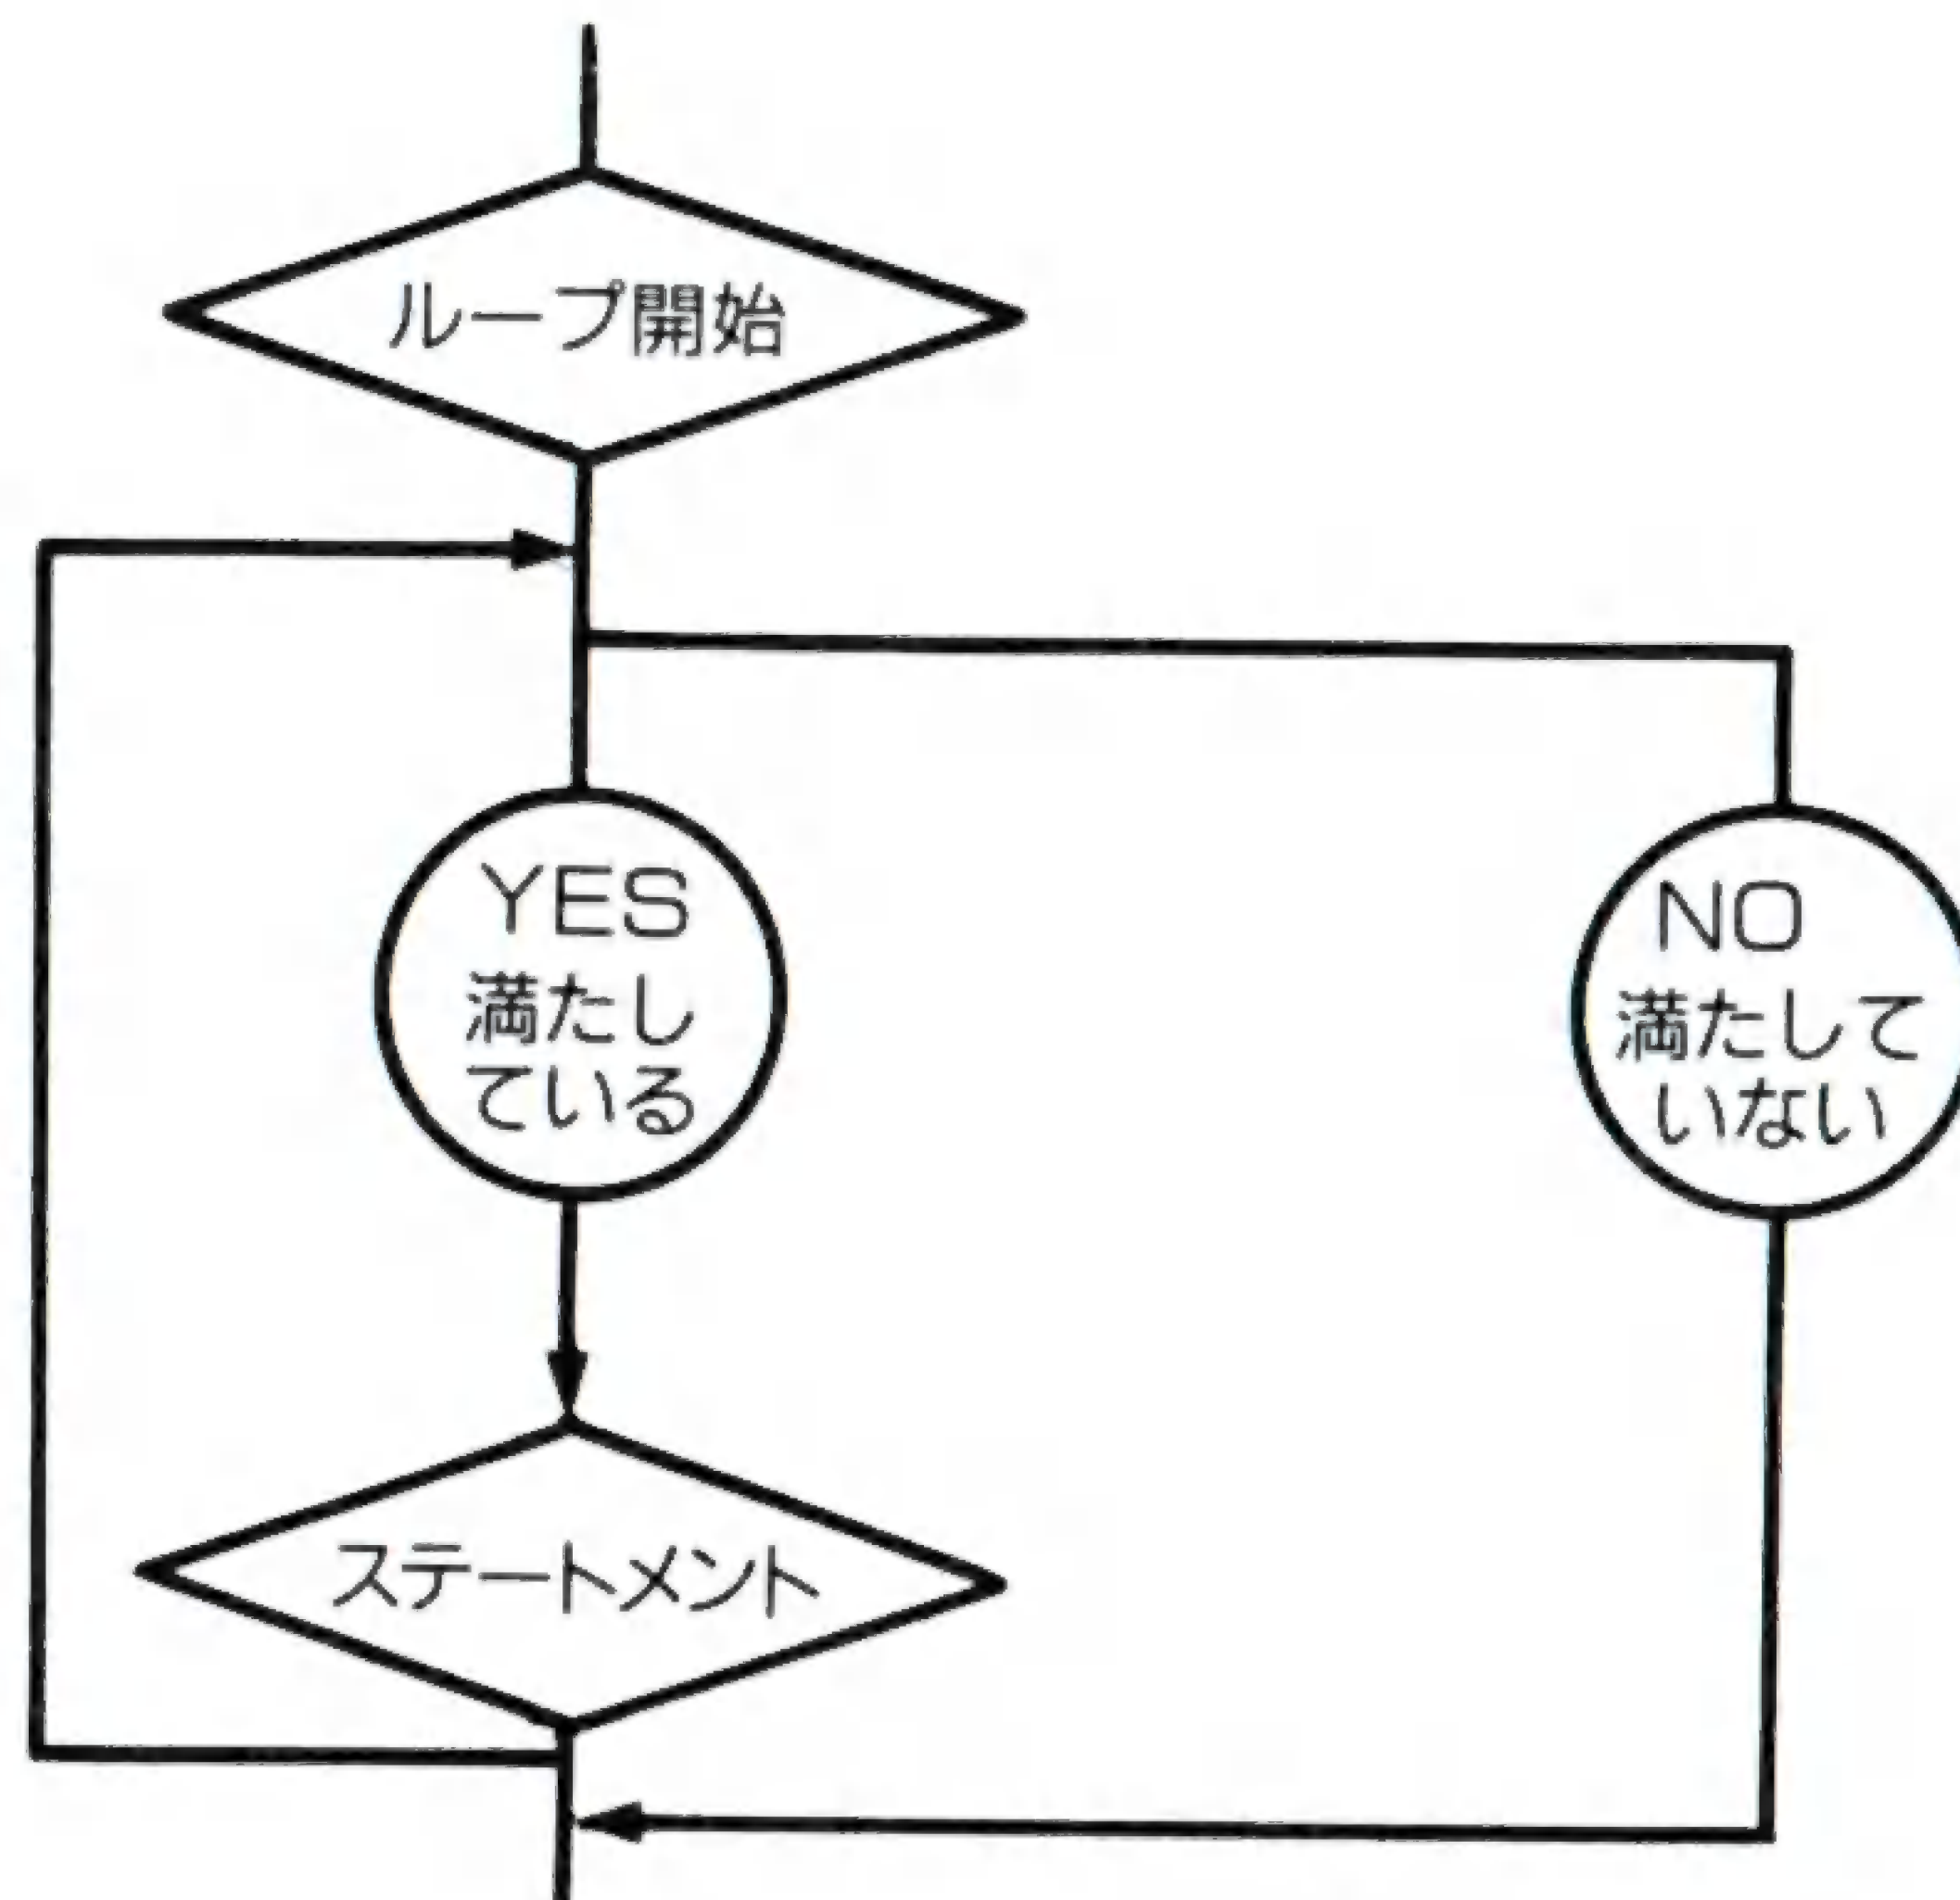 ループ開始
YES
満たし
ている
NO
満たして
いない
ステートメント